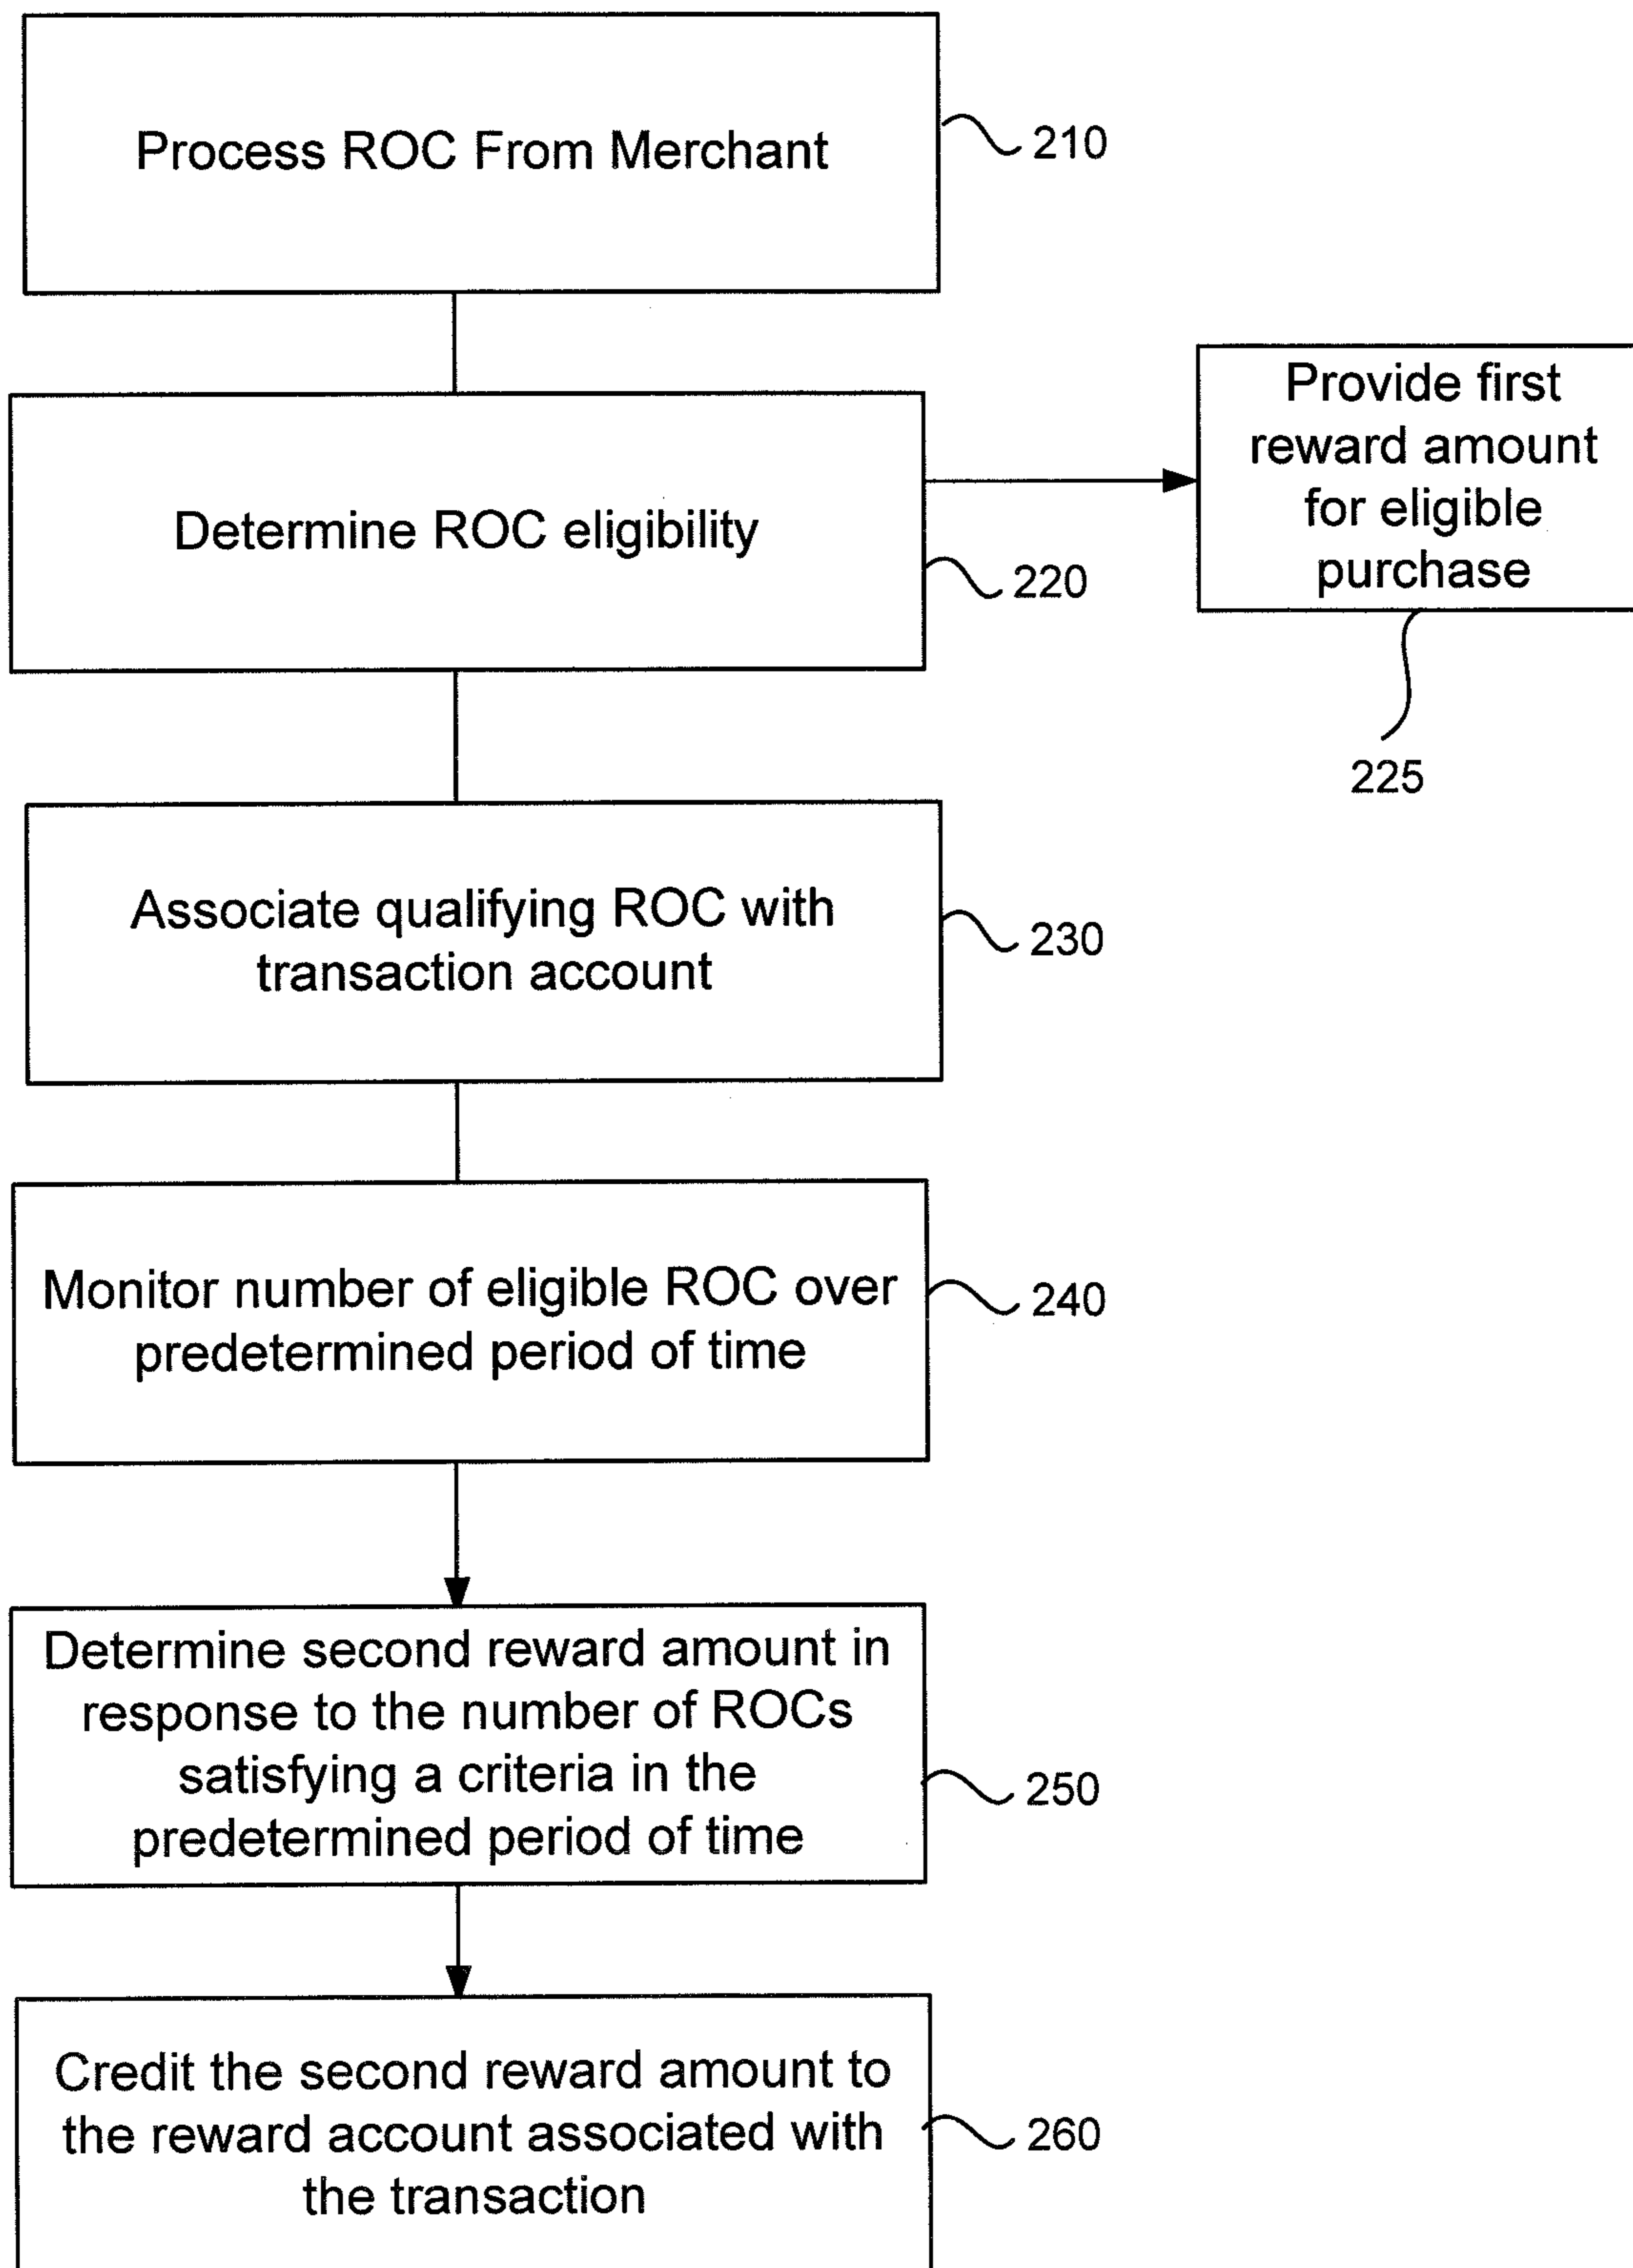 Process ROC From Merchant
210
Determine ROC eligibility
220
Provide first
reward amount
for eligible
purchase
225
Associate qualifying ROC with
transaction account
230
Monitor number of eligible ROC over
predetermined period of time
240
Determine second reward amount in
response to the number of ROCs
satisfying a criteria in the
predetermined period of time
250
Credit the second reward amount to
the reward account associated with
the transaction
260